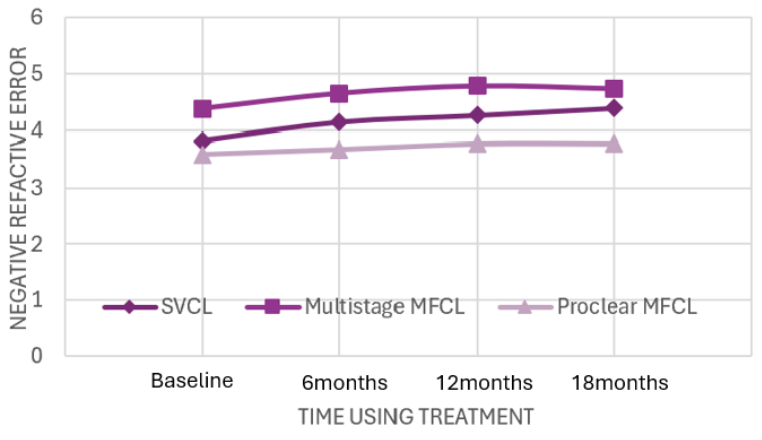 NEGATIVE REFACTIVE ERROR
6
5
4
3
2
1
0
SVCL
Multistage MFCL
Proclear MFCL
Baseline
6months
12months
18months
TIME USING TREATMENT